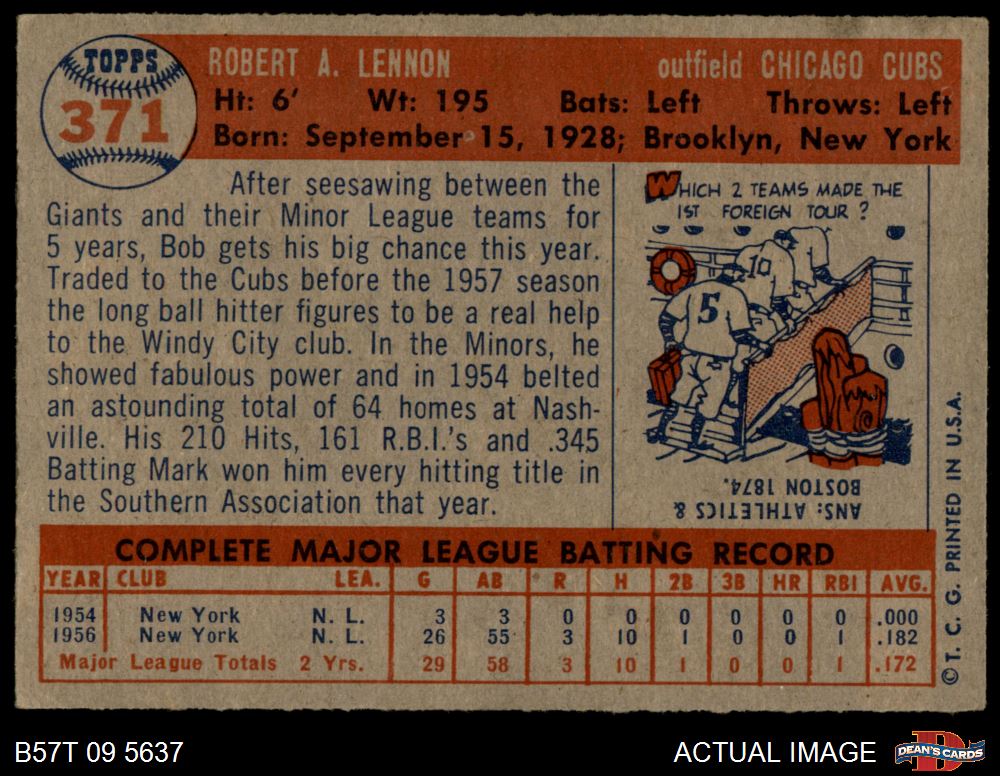 TOPPS
371
ROBERT A. LENNON
outfield CHICAGO CUBS
Ht: 6' Wt: 195 Bats: Left Throws: Left
Born: September 15, 1928; Brooklyn, New York
After seesawing between the
Giants and their Minor League teams for
5 years, Bob gets his big chance this year.
Traded to the Cubs before the 1957 season
the long ball hitter figures to be a real help
to the Windy City club. In the Minors, he
showed fabulous power and in 1954 belted
an astounding total of 64 homes at Nash-
ville. His 210 Hits, 161 R.B.I.'s and .345
Batting Mark won him every hitting title in
the Southern Association that year.
WHICH 2 TEAMS MADE THE
1ST FOREIGN TOUR ?
10
5
ANS: ATHLETICS &
BOSTON 1874.
COMPLETE MAJOR LEAGUE BATTING RECORD
YEAR CLUB LEA. G AB R H 2B 3B HR RBI AVG.
1954 New York N. L. 3 3 0 0 0 0 0 0 .000
1956 New York N. L. 26 55 3 10 1 0 0 1 .182
Major League Totals 2 Yrs. 29 58 3 10 1 0 0 1 .172
©T. C. G. PRINTED IN U.S.A.
B57T 09 5637
ACTUAL IMAGE
DEAN'S CARDS